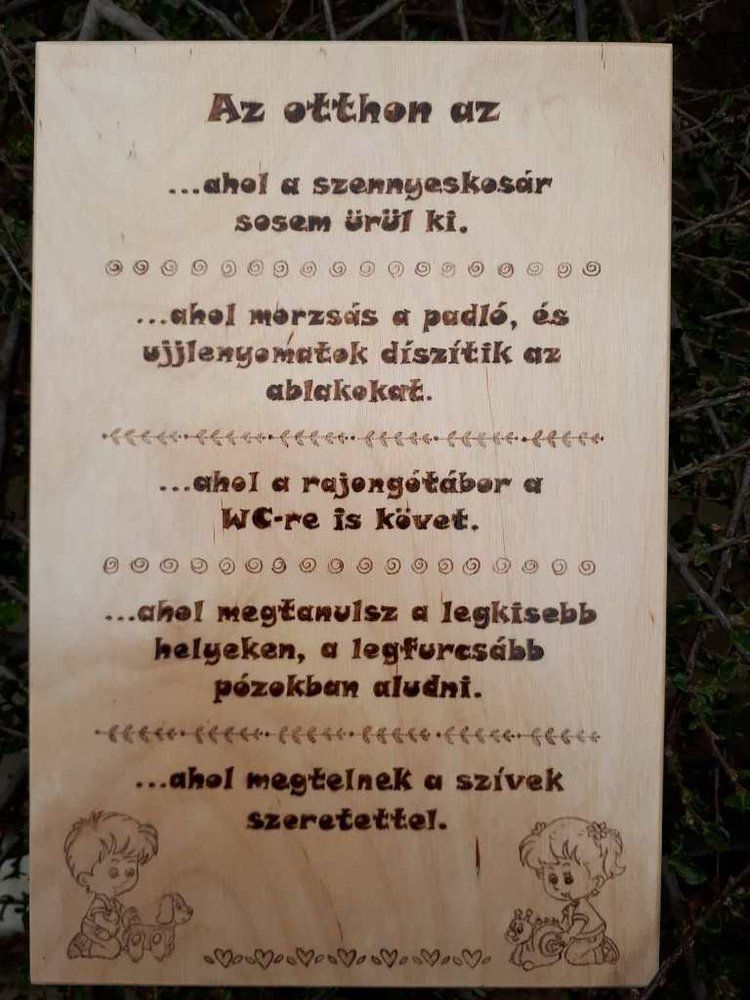 Az otthon az
...ahol a szennyeskosár
sosem ürül ki.
...ahol morzsás a padló, és
ujjlenyomatok díszítik az
ablakokat.
...ahol a rajongótábor a
WC-re is követ.
...ahol megtanulsz a legkisebb
helyeken, a legfurcsább
pózokban aludni.
...ahol megtelnek a szívek
szeretettel.